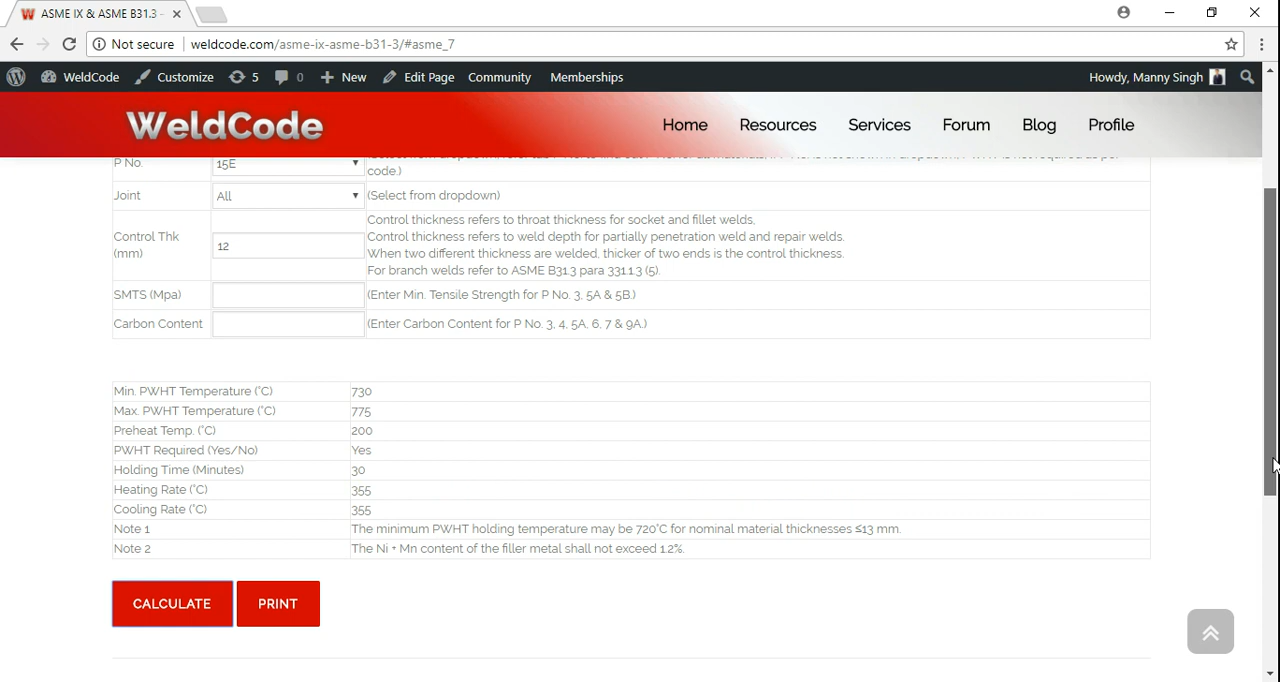 ASME IX & ASME B31.3 -
Not secure weldcode.com/asme-ix-asme-b31-3/#asme_7
WeldCode Customize 5 0 New Edit Page Community Memberships Howdy, Manny Singh
WeldCode Home Resources Services Forum Blog Profile
P No. 15E
code.)
Joint All (Select from dropdown)
Control Thk (mm) 12
Control thickness refers to throat thickness for socket and fillet welds,
Control thickness refers to weld depth for partially penetration weld and repair welds.
When two different thickness are welded, thicker of two ends is the control thickness.
For branch welds refer to ASME B31.3 para 331.1.3 (5).
SMTS (Mpa) (Enter Min. Tensile Strength for P No. 3, 5A & 5B.)
Carbon Content (Enter Carbon Content for P No. 3, 4, 5A, 6, 7 & 9A.)
Min. PWHT Temperature (°C) 730
Max. PWHT Temperature (°C) 775
Preheat Temp. (°C) 200
PWHT Required (Yes/No) Yes
Holding Time (Minutes) 30
Heating Rate (°C) 355
Cooling Rate (°C) 355
Note 1 The minimum PWHT holding temperature may be 720°C for nominal material thicknesses ≤13 mm.
Note 2 The Ni + Mn content of the filler metal shall not exceed 1.2%.
CALCULATE PRINT